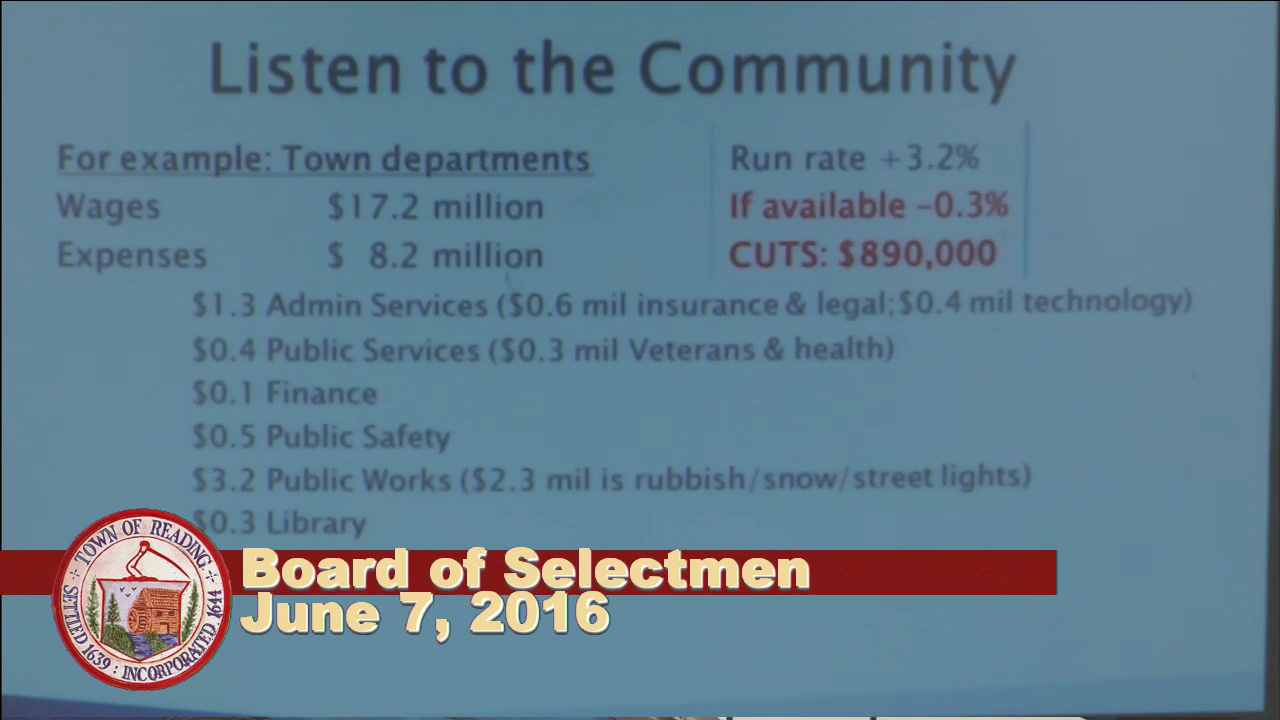 Listen to the Community
For example: Town departments
Wages $17.2 million
Expenses $ 8.2 million
Run rate +3.2%
If available -0.3%
CUTS: $890,000
$1.3 Admin Services ($0.6 mil insurance & legal;$0.4 mil technology)
$0.4 Public Services ($0.3 mil Veterans & health)
$0.1 Finance
$0.5 Public Safety
$3.2 Public Works ($2.3 mil is rubbish/snow/street lights)
$0.3 Library
Board of Selectmen
June 7, 2016
TOWN OF READING
SETTLED 1639 : INCORPORATED 1644